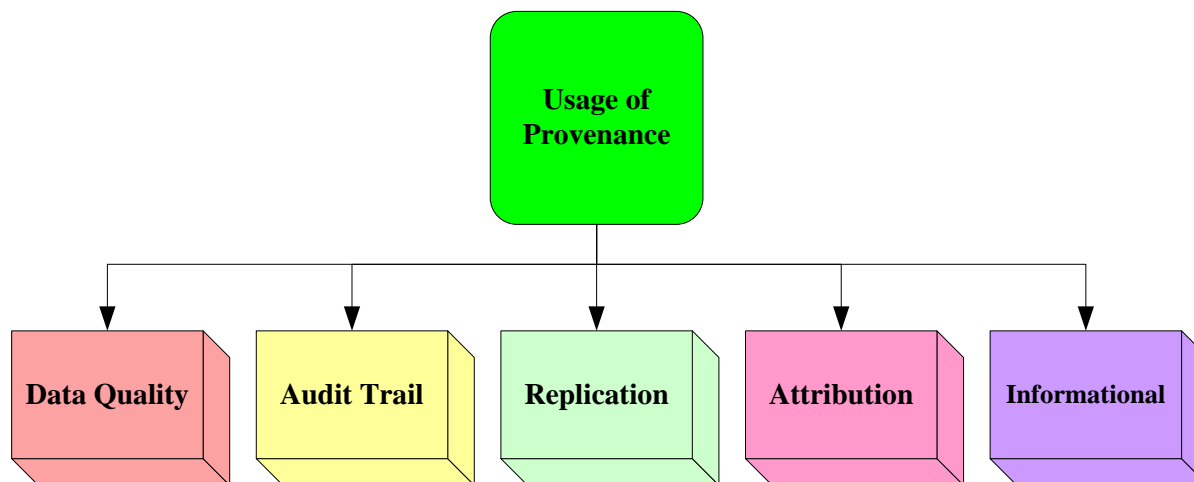 Usage of
Provenance
Data Quality
Audit Trail
Replication
Attribution
Informational